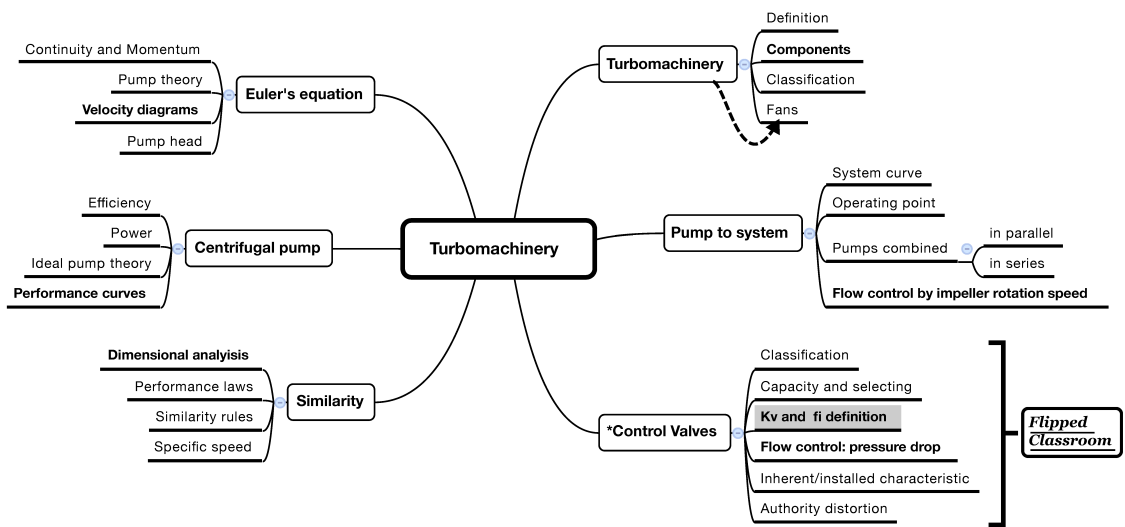 Turbomachinery
Euler's equation
Continuity and Momentum
Pump theory
Velocity diagrams
Pump head
Centrifugal pump
Efficiency
Power
Ideal pump theory
Performance curves
Similarity
Dimensional analyisis
Performance laws
Similarity rules
Specific speed
Turbomachinery
Definition
Components
Classification
Fans
Pump to system
System curve
Operating point
Pumps combined
in parallel
in series
Flow control by impeller rotation speed
*Control Valves
Classification
Capacity and selecting
Kv and fi definition
Flow control: pressure drop
Inherent/installed characteristic
Authority distortion
Flipped
Classroom